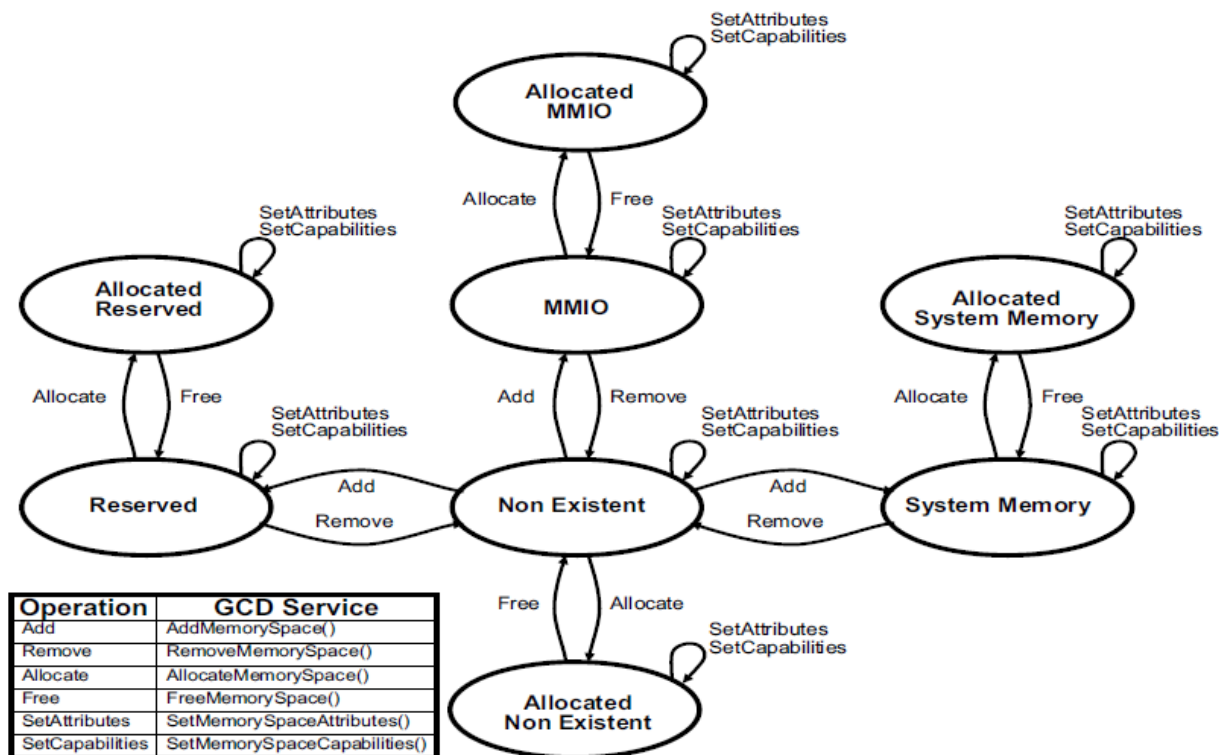 SetAttributes
SetCapabilities
Allocated
MMIO
Allocate
Free
SetAttributes
SetCapabilities
SetAttributes
SetCapabilities
SetAttributes
SetCapabilities
Allocated
Reserved
MMIO
Allocated
System Memory
Allocate
Free
Add
Remove
Allocate
Free
SetAttributes
SetCapabilities
SetAttributes
SetCapabilities
SetAttributes
SetCapabilities
Reserved
Add
Remove
Non Existent
Add
Remove
System Memory
Free
Allocate
SetAttributes
SetCapabilities
Allocated
Non Existent
Operation GCD Service
Add AddMemorySpace()
Remove RemoveMemorySpace()
Allocate AllocateMemorySpace()
Free FreeMemorySpace()
SetAttributes SetMemorySpaceAttributes()
SetCapabilities SetMemorySpaceCapabilities()